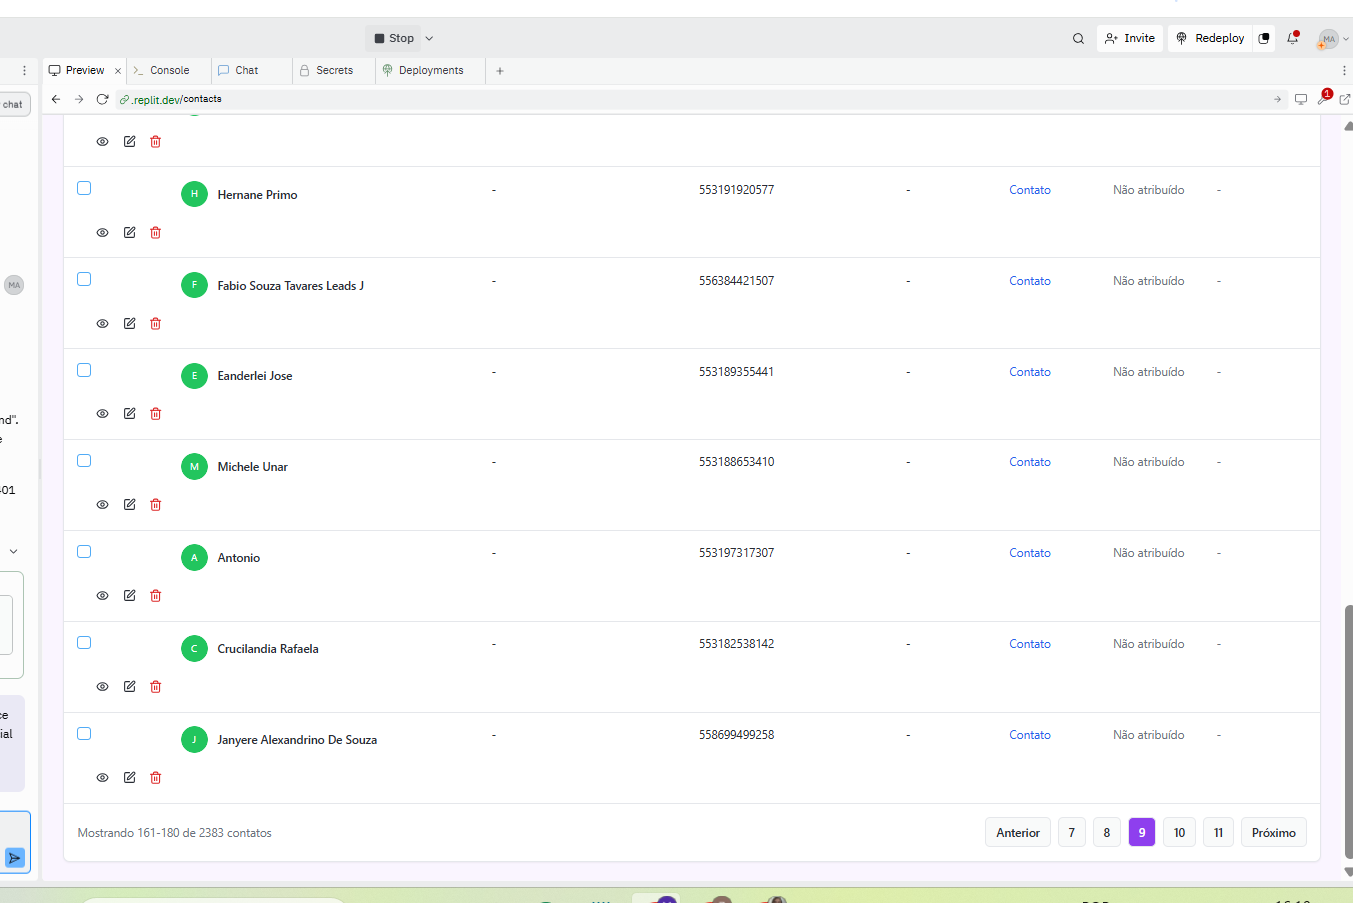 Stop
Invite
Redeploy
MA
Preview
Console
Chat
Secrets
Deployments
chat
.replit.dev/contacts
1
H Hernane Primo - 553191920577 - Contato Não atribuído -
MA
F Fabio Souza Tavares Leads J - 556384421507 - Contato Não atribuído -
E Eanderlei Jose - 553189355441 - Contato Não atribuído -
nd".
e
M Michele Unar - 553188653410 - Contato Não atribuído -
401
A Antonio - 553197317307 - Contato Não atribuído -
C Crucilandia Rafaela - 553182538142 - Contato Não atribuído -
ce
ial
J Janyere Alexandrino De Souza - 558699499258 - Contato Não atribuído -
Mostrando 161-180 de 2383 contatos
Anterior 7 8 9 10 11 Próximo